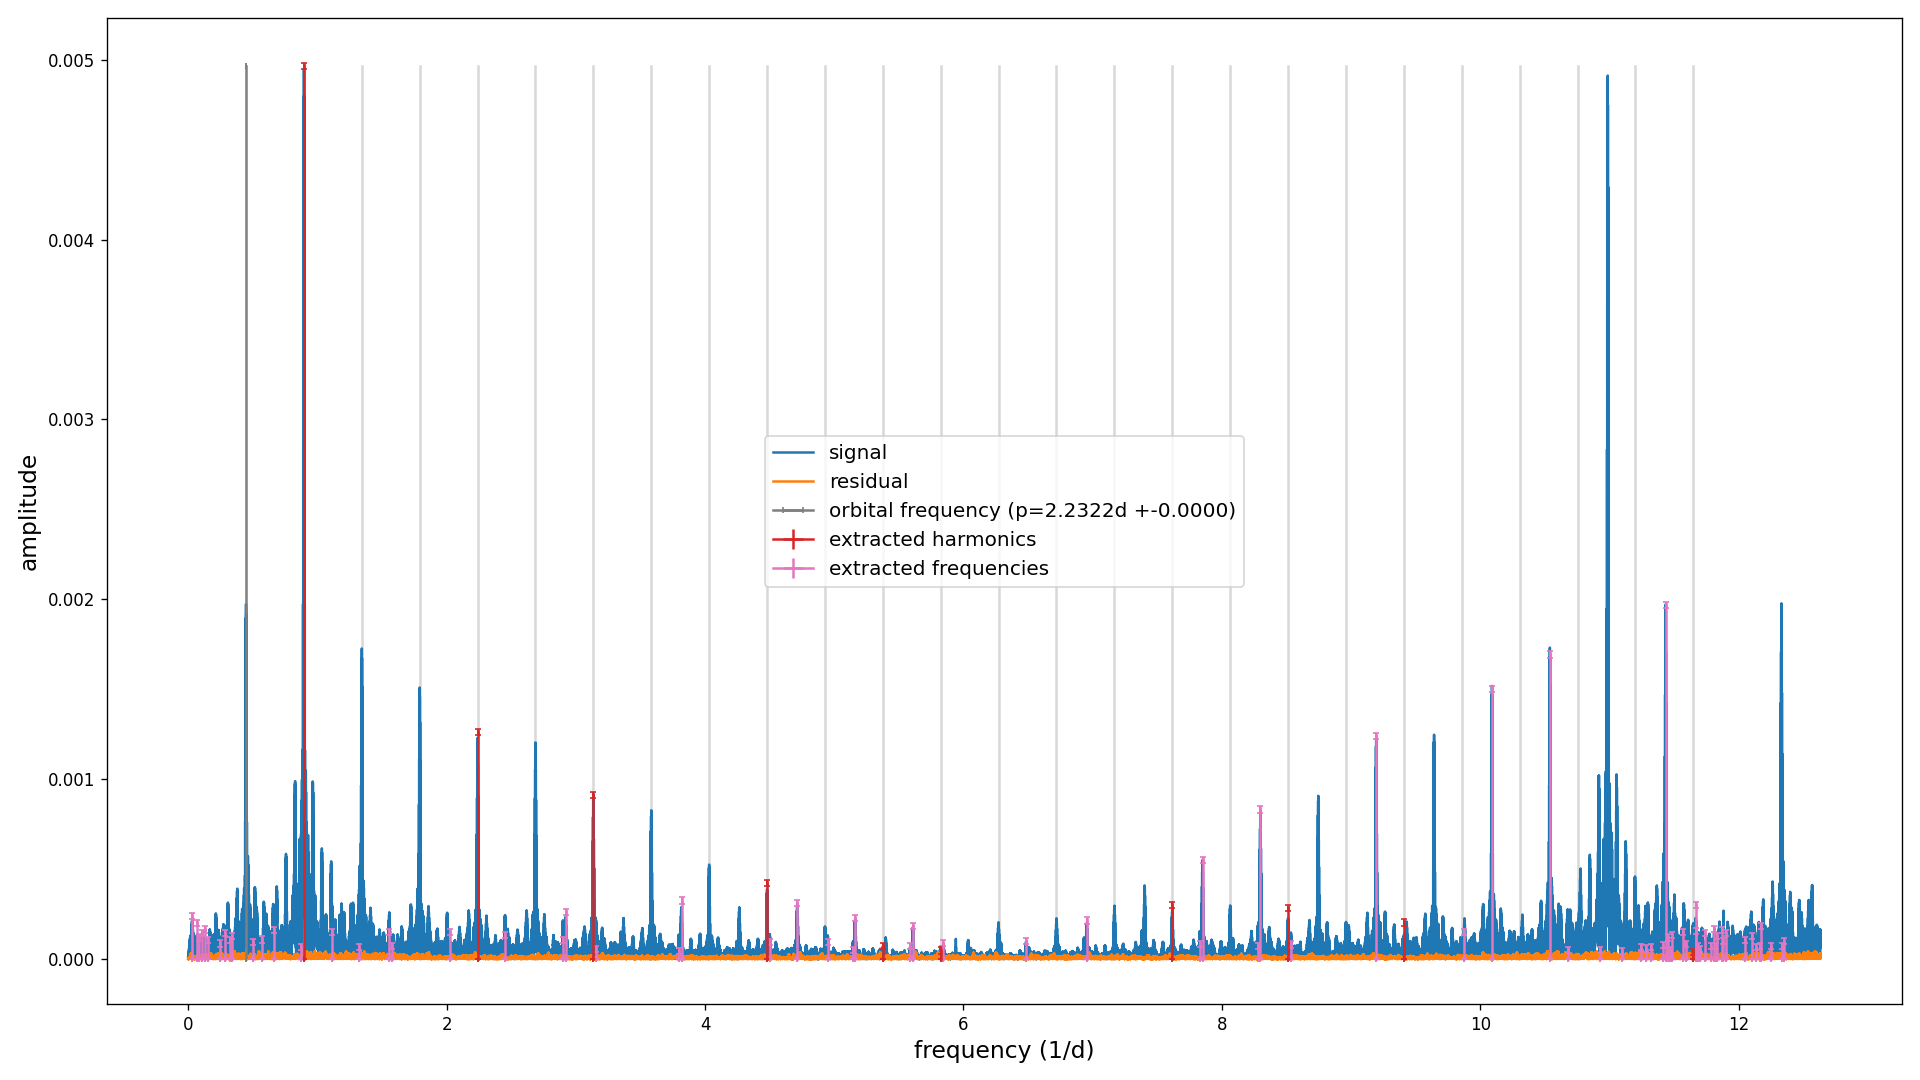 0.005
0.004
0.003
0.002
0.001
0.000
amplitude
signal
residual
orbital frequency (p=2.2322d +-0.0000)
extracted harmonics
extracted frequencies
0 2 4 6 8 10 12
frequency (1/d)